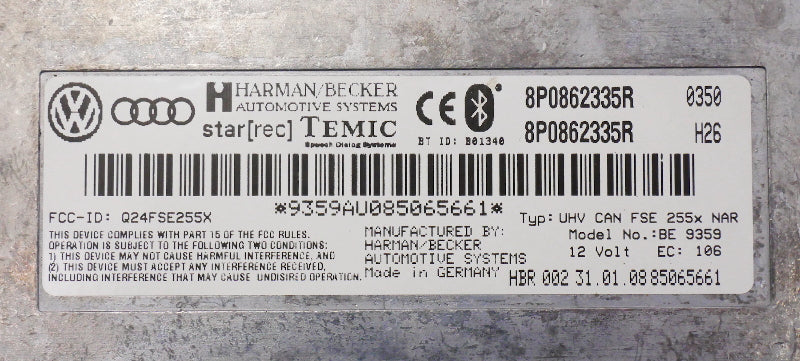 HARMAN/BECKER
AUTOMOTIVE SYSTEMS
star[rec] TEMIC
Speech Dialog Systems
CE
BT ID: B01340
8P0862335R 0350
8P0862335R H26
*9359AU085065661*
FCC-ID: Q24FSE255X
THIS DEVICE COMPLIES WITH PART 15 OF THE FCC RULES.
OPERATION IS SUBJECT TO THE FOLLOWING TWO CONDITIONS:
1) THIS DEVICE MAY NOT CAUSE HARMFUL INTERFERENCE, AND
(2) THIS DEVICE MUST ACCEPT ANY INTERFERENCE RECEIVED,
INCLUDING INTERFERENCE THAT MAY CAUSE UNDISIRED OPERATION.
MANUFACTURED BY:
HARMAN/BECKER
AUTOMOTIVE SYSTEMS
Made in GERMANY
Typ: UHV CAN FSE 255x NAR
Model No.:BE 9359
12 Volt EC: 106
HBR 002 31.01.08 85065661